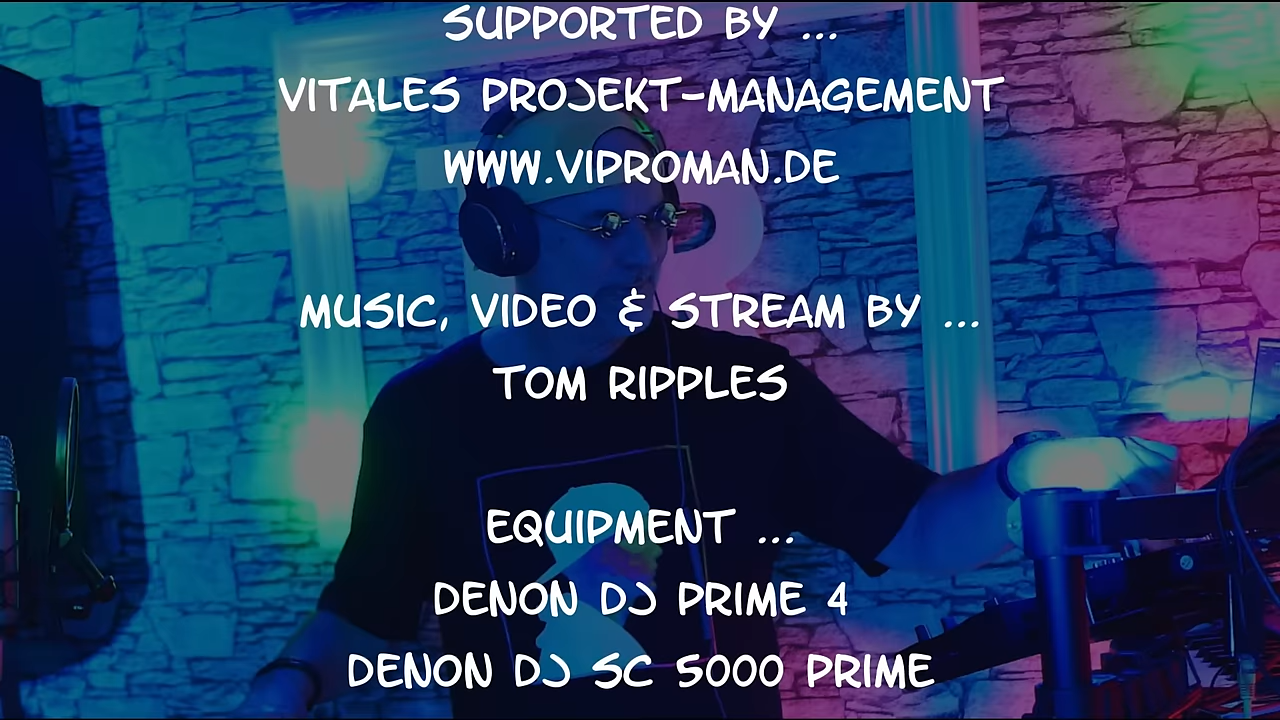 SUPPORTED BY ...
VITALES PROJEKT-MANAGEMENT
WWW.VIPROMAN.DE
MUSIC, VIDEO & STREAM BY ...
TOM RIPPLES
EQUIPMENT ...
DENON DJ PRIME 4
DENON DJ SC 5000 PRIME